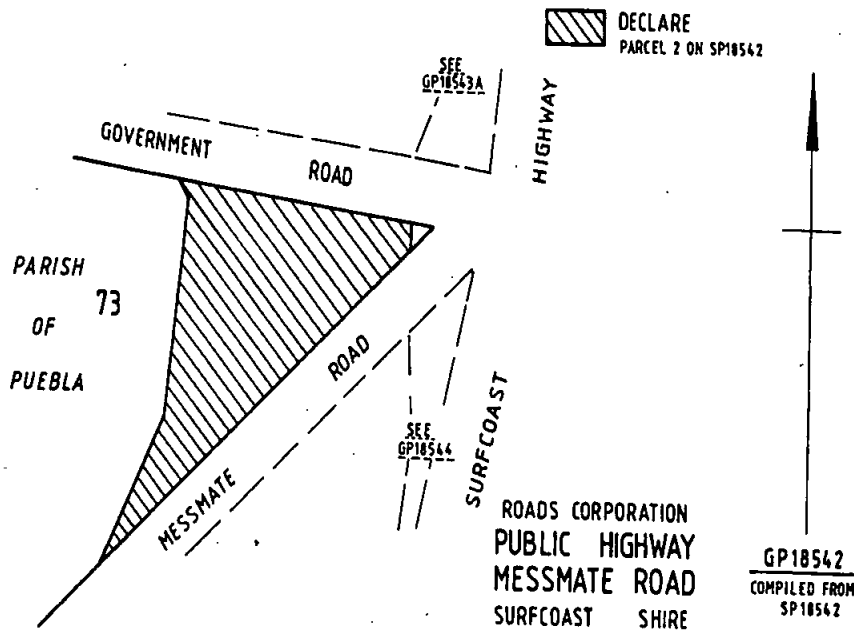 DECLARE
PARCEL 2 ON SP18542
SEE
GP18543A
HIGHWAY
GOVERNMENT ROAD
PARISH
73
OF
PUEBLA
ROAD
MESSMATE
SEE
GP18544
SURFCOAST
ROADS CORPORATION
PUBLIC HIGHWAY
MESSMATE ROAD
SURFCOAST SHIRE
GP18542
COMPILED FROM
SP18542